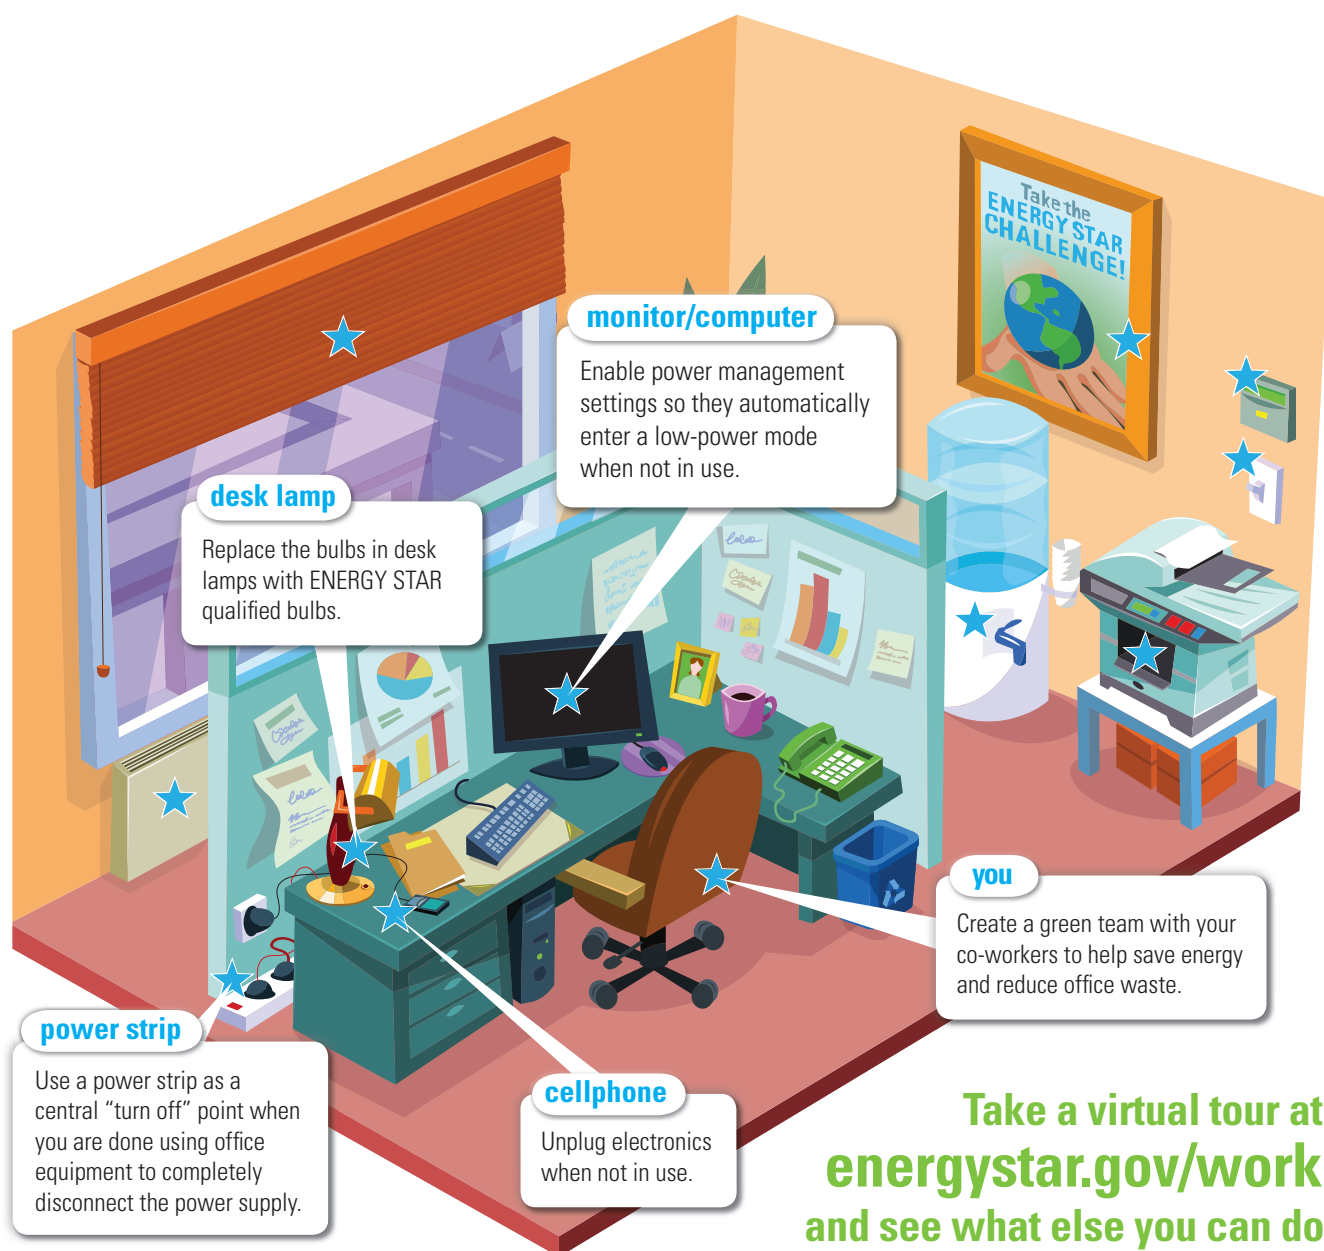 Take the
ENERGY STAR
CHALLENGE!
monitor/computer
Enable power management
settings so they automatically
enter a low-power mode
when not in use.
desk lamp
Replace the bulbs in desk
lamps with ENERGY STAR
qualified bulbs.
you
Create a green team with your
co-workers to help save energy
and reduce office waste.
power strip
Use a power strip as a
central “turn off” point when
you are done using office
equipment to completely
disconnect the power supply.
cellphone
Unplug electronics
when not in use.
Take a virtual tour at
energystar.gov/work
and see what else you can do